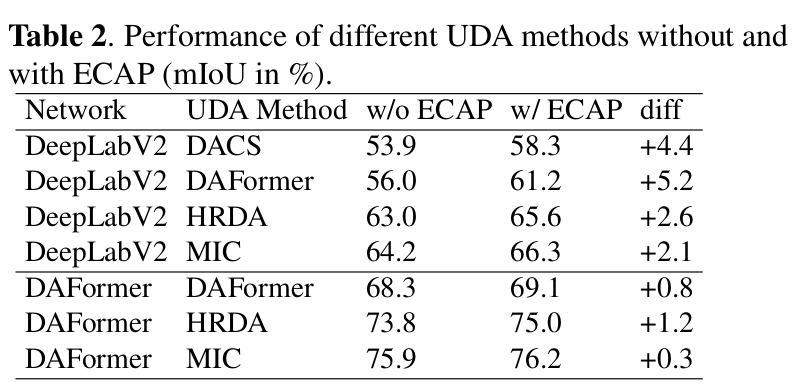 Table 2. Performance of different UDA methods without and
with ECAP (mIoU in %).
Network UDA Method w/o ECAP w/ ECAP diff
DeepLabV2 DACS 53.9 58.3 +4.4
DeepLabV2 DAFormer 56.0 61.2 +5.2
DeepLabV2 HRDA 63.0 65.6 +2.6
DeepLabV2 MIC 64.2 66.3 +2.1
DAFormer DAFormer 68.3 69.1 +0.8
DAFormer HRDA 73.8 75.0 +1.2
DAFormer MIC 75.9 76.2 +0.3